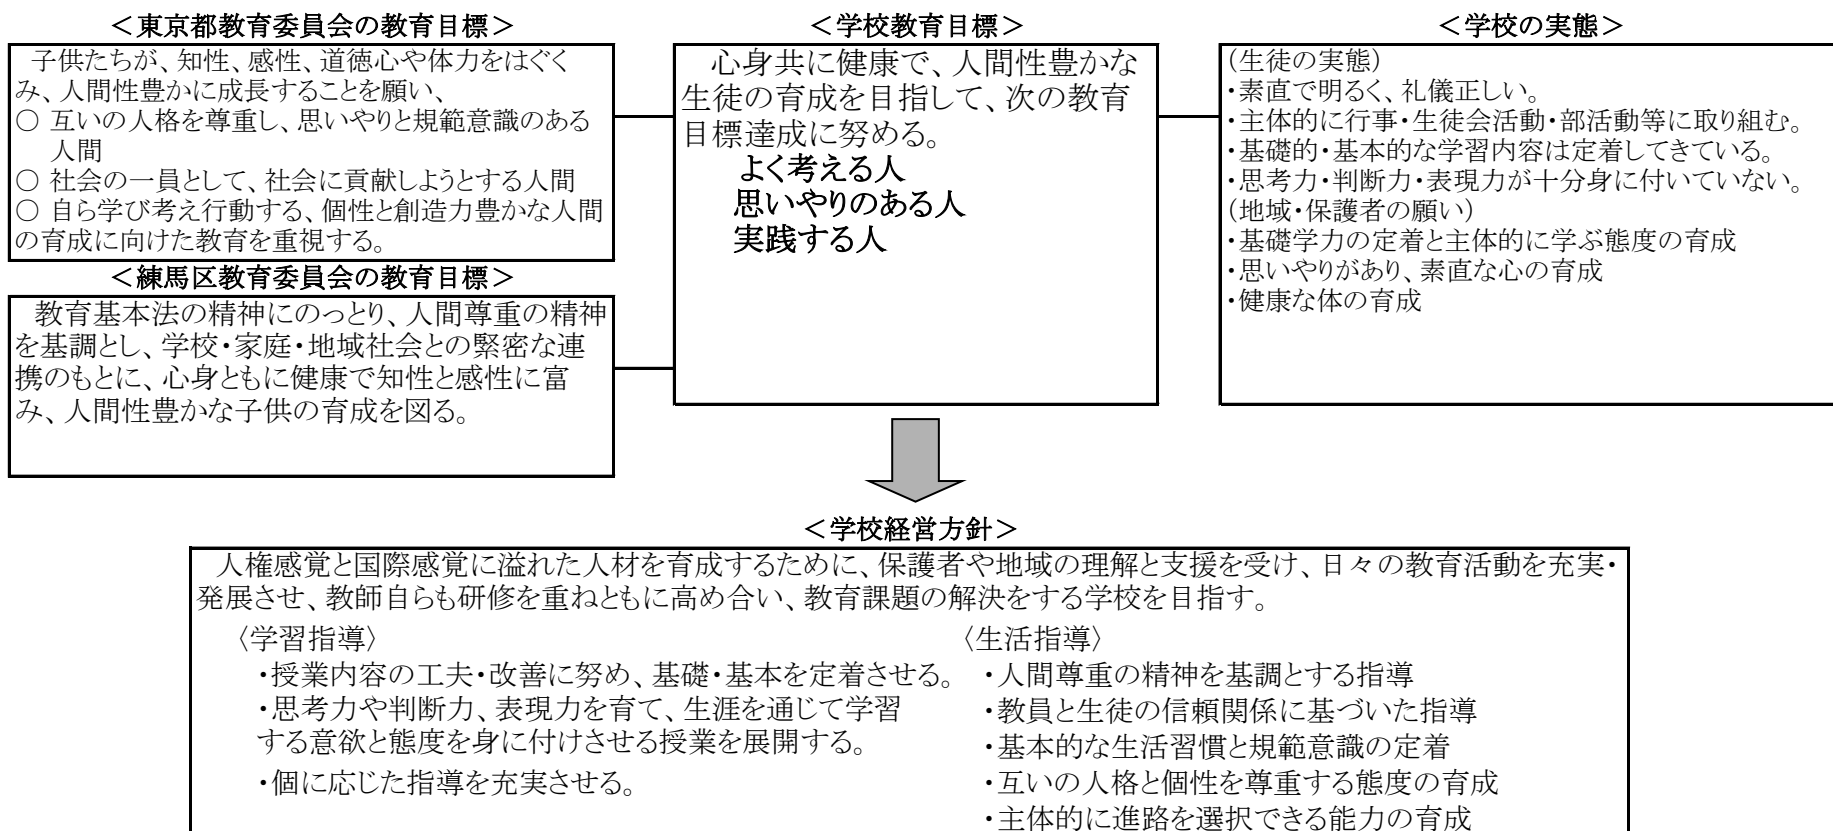 ＜東京都教育委員会の教育目標＞
子供たちが、知性、感性、道徳心や体力をはぐく
み、人間性豊かに成長することを願い、
○ 互いの人格を尊重し、思いやりと規範意識のある
人間
○ 社会の一員として、社会に貢献しようとする人間
○ 自ら学び考え行動する、個性と創造力豊かな人間
の育成に向けた教育を重視する。
＜練馬区教育委員会の教育目標＞
教育基本法の精神にのっとり、人間尊重の精神
を基調とし、学校・家庭・地域社会との緊密な連
携のもとに、心身ともに健康で知性と感性に富
み、人間性豊かな子供の育成を図る。
＜学校教育目標＞
心身共に健康で、人間性豊かな
生徒の育成を目指して、次の教育
目標達成に努める。
よく考える人
思いやりのある人
実践する人
＜学校の実態＞
(生徒の実態)
・素直で明るく、礼儀正しい。
・主体的に行事・生徒会活動・部活動等に取り組む。
・基礎的・基本的な学習内容は定着してきている。
・思考力・判断力・表現力が十分身に付いていない。
(地域・保護者の願い)
・基礎学力の定着と主体的に学ぶ態度の育成
・思いやりがあり、素直な心の育成
・健康な体の育成
＜学校経営方針＞
人権感覚と国際感覚に溢れた人材を育成するために、保護者や地域の理解と支援を受け、日々の教育活動を充実・
発展させ、教師自らも研修を重ねともに高め合い、教育課題の解決をする学校を目指す。
〈学習指導〉
・授業内容の工夫・改善に努め、基礎・基本を定着させる。
・思考力や判断力、表現力を育て、生涯を通じて学習
する意欲と態度を身に付けさせる授業を展開する。
・個に応じた指導を充実させる。
〈生活指導〉
・人間尊重の精神を基調とする指導
・教員と生徒の信頼関係に基づいた指導
・基本的な生活習慣と規範意識の定着
・互いの人格と個性を尊重する態度の育成
・主体的に進路を選択できる能力の育成